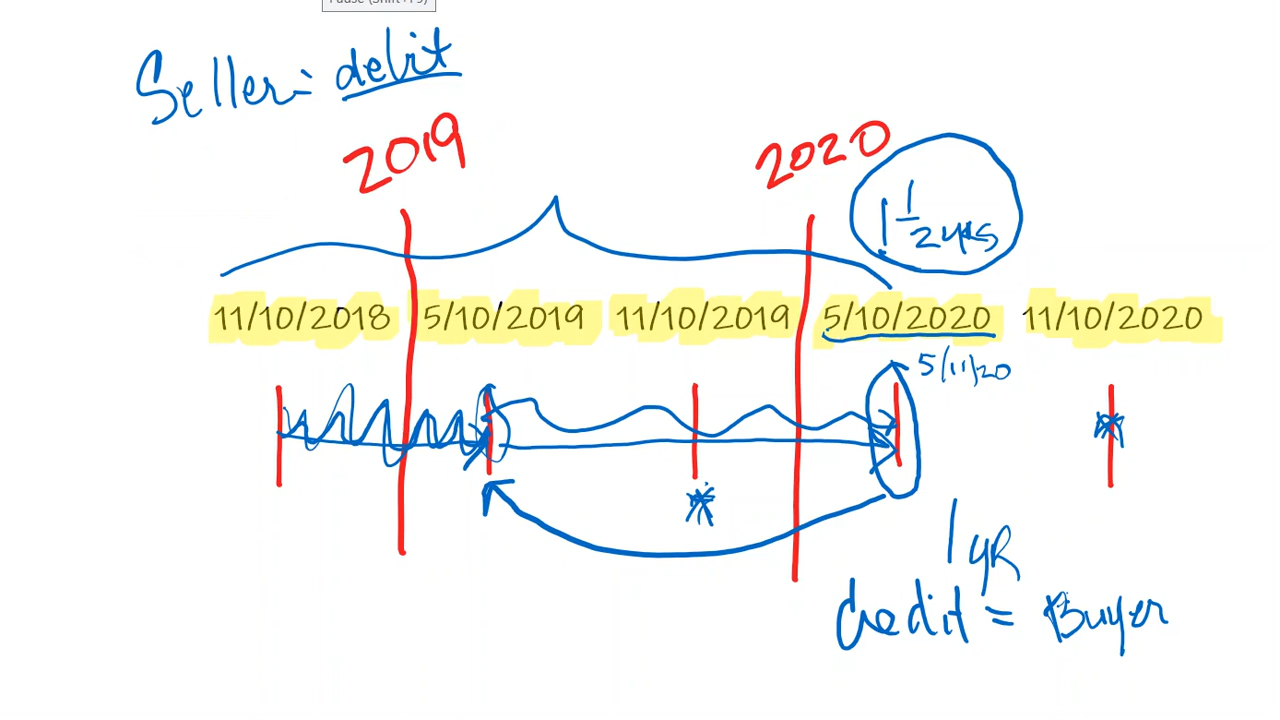 Seller = debit
2019
2020
1 1/2 yrs
11/10/2018 5/10/2019 11/10/2019 5/10/2020 11/10/2020
5/11/20
1 yR
credit = Buyer